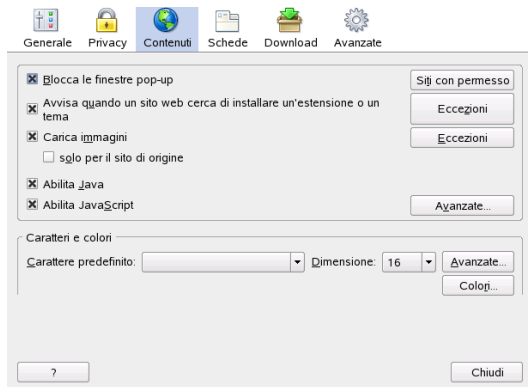 Generale Privacy Contenuti Schede Download Avanzate
Blocca le finestre pop-up Siti con permesso
Avvisa quando un sito web cerca di installare un'estensione o un
tema Eccezioni
Carica immagini Eccezioni
solo per il sito di origine
Abilita Java
Abilita JavaScript Avanzate...
Caratteri e colori
Carattere predefinito: Dimensione: 16 Avanzate...
Colori...
? Chiudi